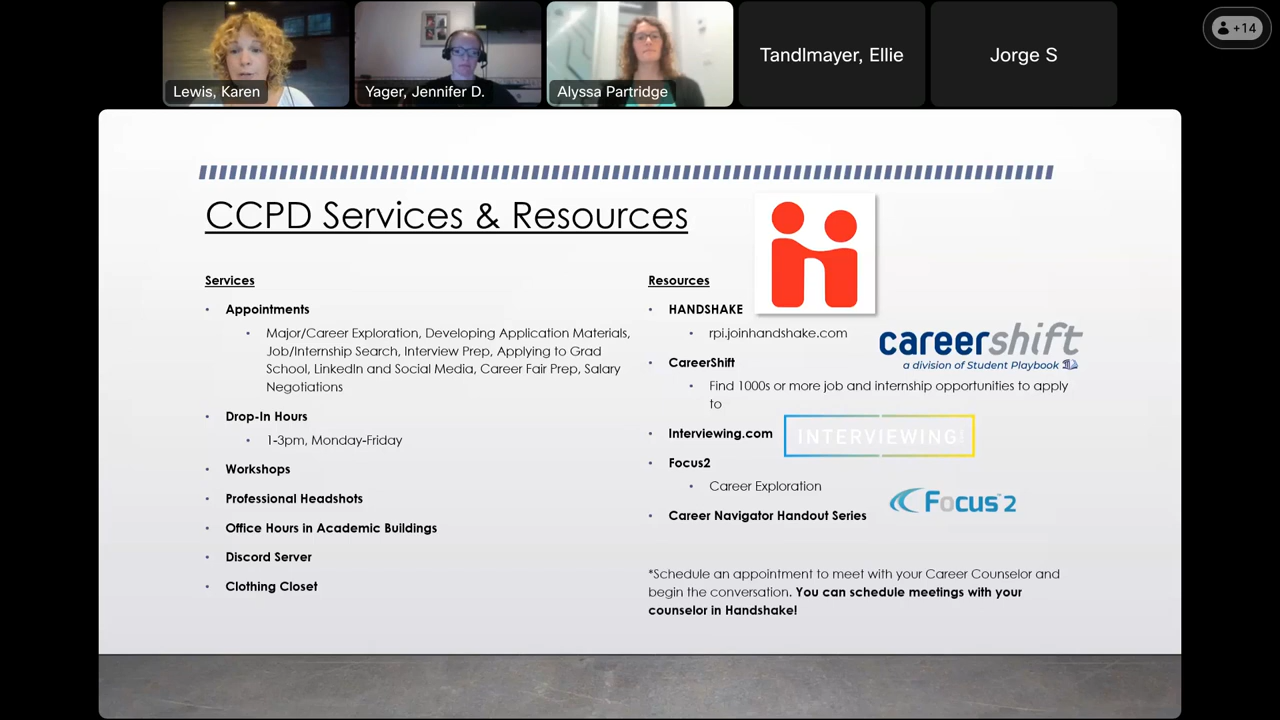 Lewis, Karen
Yager, Jennifer D.
Alyssa Partridge
Tandlmayer, Ellie
Jorge S
+14
CCPD Services & Resources
Services
• Appointments
• Major/Career Exploration, Developing Application Materials,
Job/Internship Search, Interview Prep, Applying to Grad
School, LinkedIn and Social Media, Career Fair Prep, Salary
Negotiations
• Drop-In Hours
• 1-3pm, Monday-Friday
• Workshops
• Professional Headshots
• Office Hours in Academic Buildings
• Discord Server
• Clothing Closet
Resources
• HANDSHAKE
• rpi.joinhandshake.com
careershift
a division of Student Playbook
• CareerShift
• Find 1000s or more job and internship opportunities to apply
to
• Interviewing.com
INTERVIEWING
• Focus2
• Career Exploration
Focus 2
• Career Navigator Handout Series
*Schedule an appointment to meet with your Career Counselor and
begin the conversation. You can schedule meetings with your
counselor in Handshake!